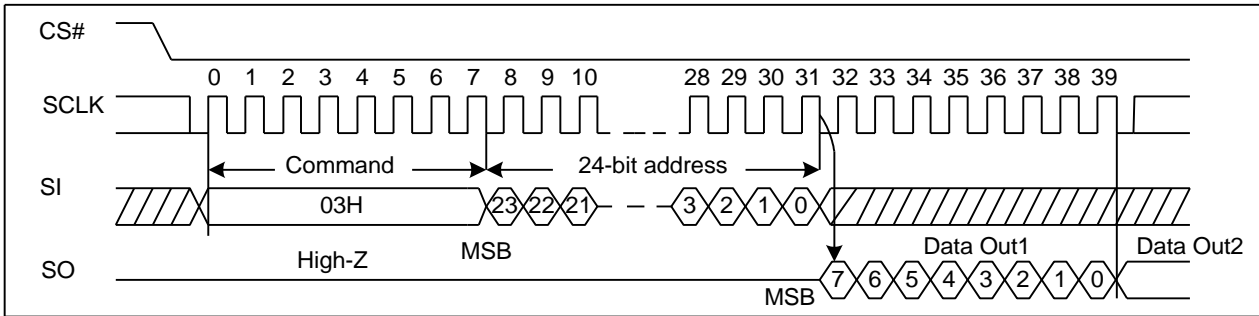 CS#
0 1 2 3 4 5 6 7 8 9 10 28 29 30 31 32 33 34 35 36 37 38 39
SCLK
Command 24-bit address
SI
03H 23 22 21 3 2 1 0
High-Z MSB Data Out1 Data Out2
SO
MSB 7 6 5 4 3 2 1 0